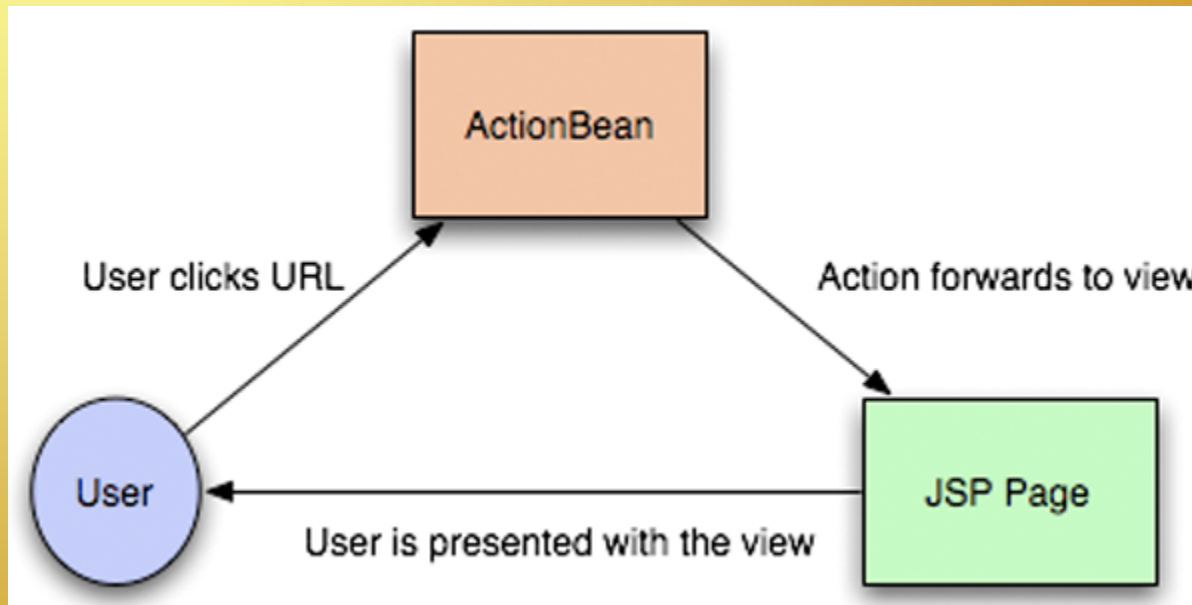 ActionBean
User clicks URL
Action forwards to view
User
JSP Page
User is presented with the view